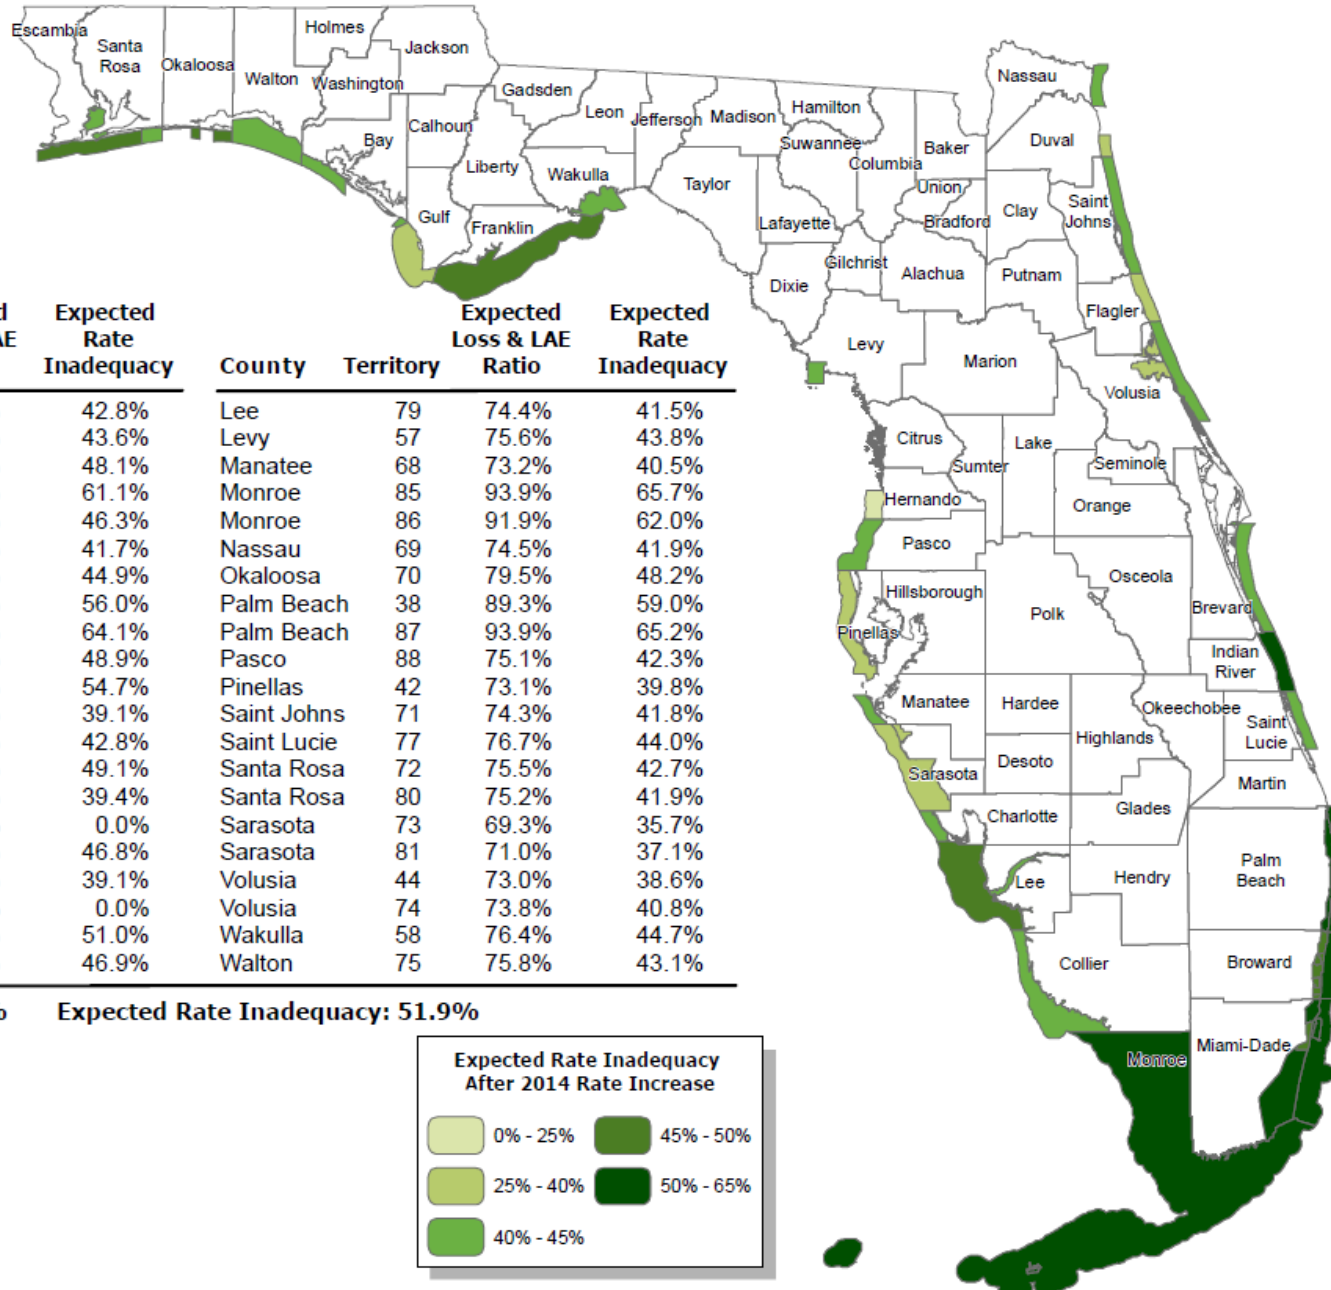 Escambia
Santa
Rosa
Okaloosa
Walton
Holmes
Washington
Jackson
Bay
Calhoun
Gulf
Liberty
Gadsden
Franklin
Leon
Wakulla
Jefferson
Madison
Taylor
Hamilton
Suwannee
Lafayette
Dixie
Columbia
Gilchrist
Baker
Union
Bradford
Alachua
Levy
Nassau
Duval
Clay
Saint
Johns
Putnam
Flagler
Marion
Volusia
Citrus
Sumter
Lake
Seminole
Hernando
Orange
Pasco
Osceola
Hillsborough
Polk
Brevard
Pinellas
Indian
River
Manatee
Hardee
Okeechobee
Saint
Lucie
Highlands
Desoto
Sarasota
Martin
Charlotte
Glades
Palm
Beach
Lee
Hendry
Collier
Broward
Miami-Dade
Monroe
d
AE
Expected
Rate
Inadequacy
County Territory Expected Loss & LAE Ratio Expected Rate Inadequacy
42.8% Lee 79 74.4% 41.5%
43.6% Levy 57 75.6% 43.8%
48.1% Manatee 68 73.2% 40.5%
61.1% Monroe 85 93.9% 65.7%
46.3% Monroe 86 91.9% 62.0%
41.7% Nassau 69 74.5% 41.9%
44.9% Okaloosa 70 79.5% 48.2%
56.0% Palm Beach 38 89.3% 59.0%
64.1% Palm Beach 87 93.9% 65.2%
48.9% Pasco 88 75.1% 42.3%
54.7% Pinellas 42 73.1% 39.8%
39.1% Saint Johns 71 74.3% 41.8%
42.8% Saint Lucie 77 76.7% 44.0%
49.1% Santa Rosa 72 75.5% 42.7%
39.4% Santa Rosa 80 75.2% 41.9%
0.0% Sarasota 73 69.3% 35.7%
46.8% Sarasota 81 71.0% 37.1%
39.1% Volusia 44 73.0% 38.6%
0.0% Volusia 74 73.8% 40.8%
51.0% Wakulla 58 76.4% 44.7%
46.9% Walton 75 75.8% 43.1%
% Expected Rate Inadequacy: 51.9%
Expected Rate Inadequacy
After 2014 Rate Increase
0% - 25% 45% - 50%
25% - 40% 50% - 65%
40% - 45%